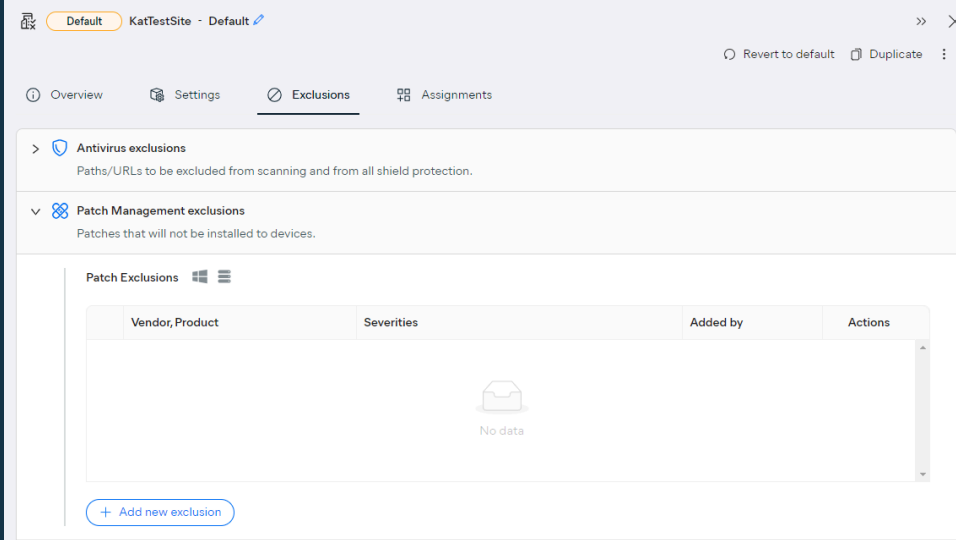 Default KatTestSite - Default
Revert to default Duplicate
Overview Settings Exclusions Assignments
Antivirus exclusions
Paths/URLs to be excluded from scanning and from all shield protection.
Patch Management exclusions
Patches that will not be installed to devices.
Patch Exclusions
Vendor, Product Severities Added by Actions
No data
+ Add new exclusion